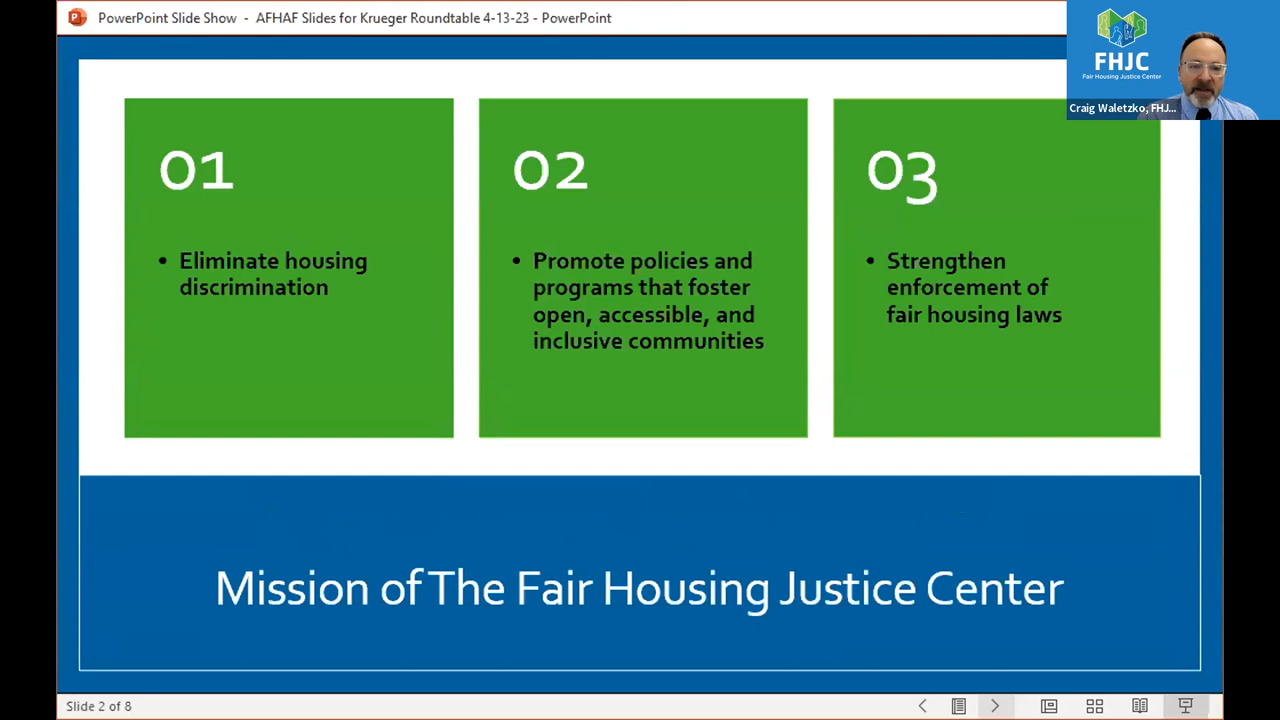 PowerPoint Slide Show - AFHAF Slides for Krueger Roundtable 4-13-23 - PowerPoint
FHJC
Fair Housing Justice Center
Craig Waletzko, FHJ...
01
• Eliminate housing
discrimination
02
• Promote policies and
programs that foster
open, accessible, and
inclusive communities
03
• Strengthen
enforcement of
fair housing laws
Mission of The Fair Housing Justice Center
Slide 2 of 8